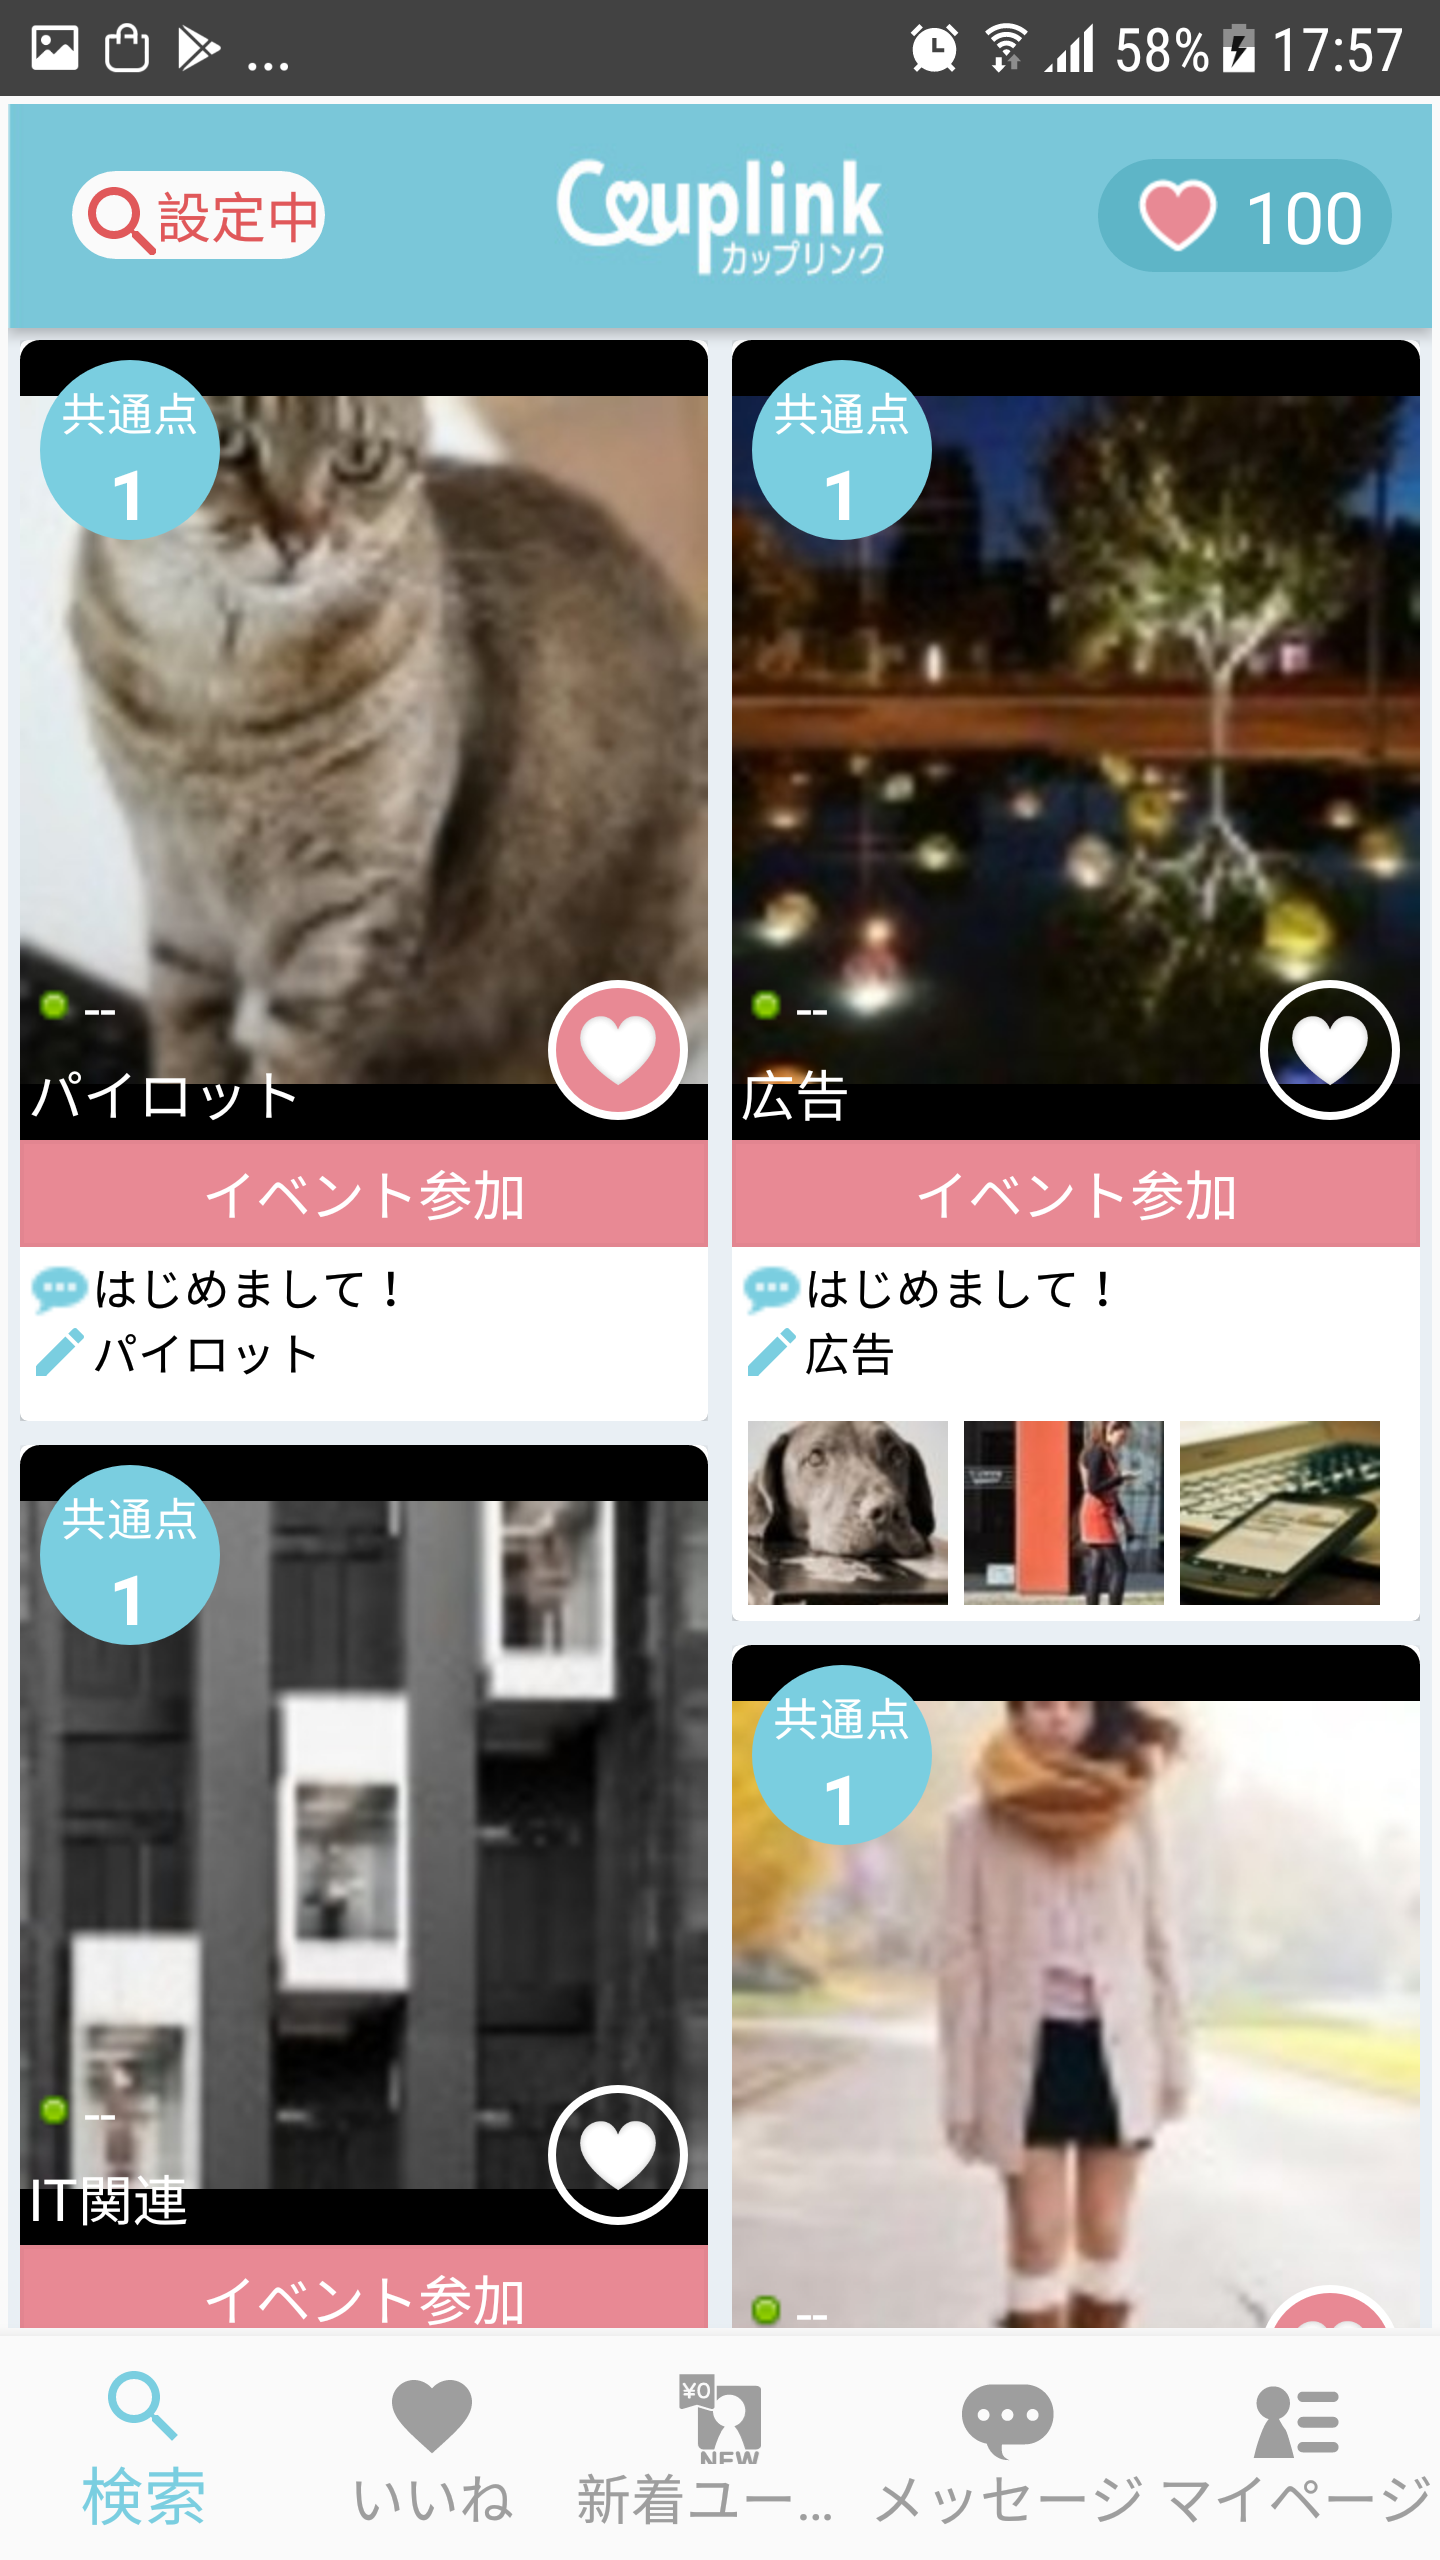 ... 58% 17:57
設定中
Couplink
カップリンク
100
共通点
1
--
パイロット
イベント参加
はじめまして！
パイロット
共通点
1
--
広告
イベント参加
はじめまして！
広告
共通点
1
--
IT関連
イベント参加
共通点
1
--
¥0
NEW
検索
いいね
新着ユー...
メッセージ
マイページ